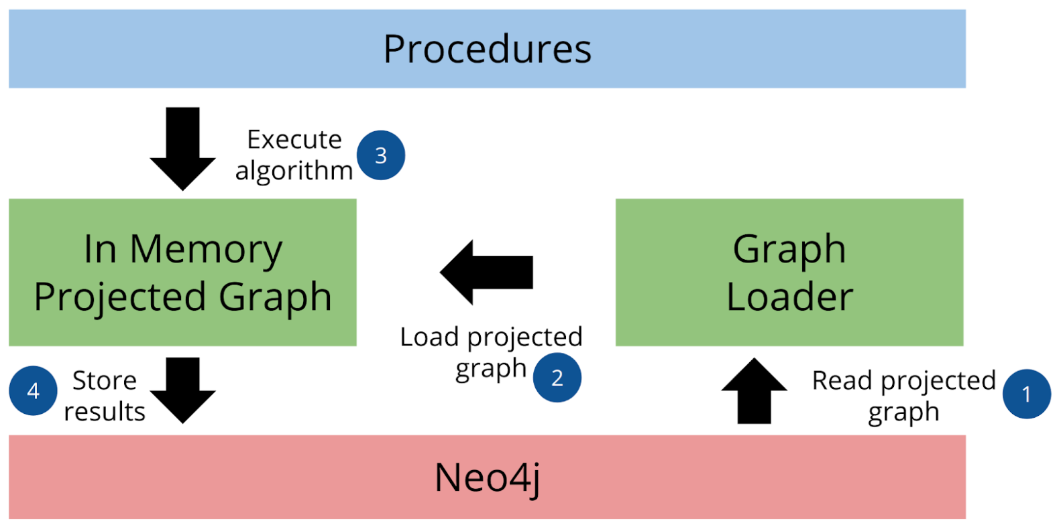 Procedures
Execute
algorithm
3
In Memory
Projected Graph
Graph
Loader
Load projected
graph
2
4
Store
results
Read projected
graph
1
Neo4j